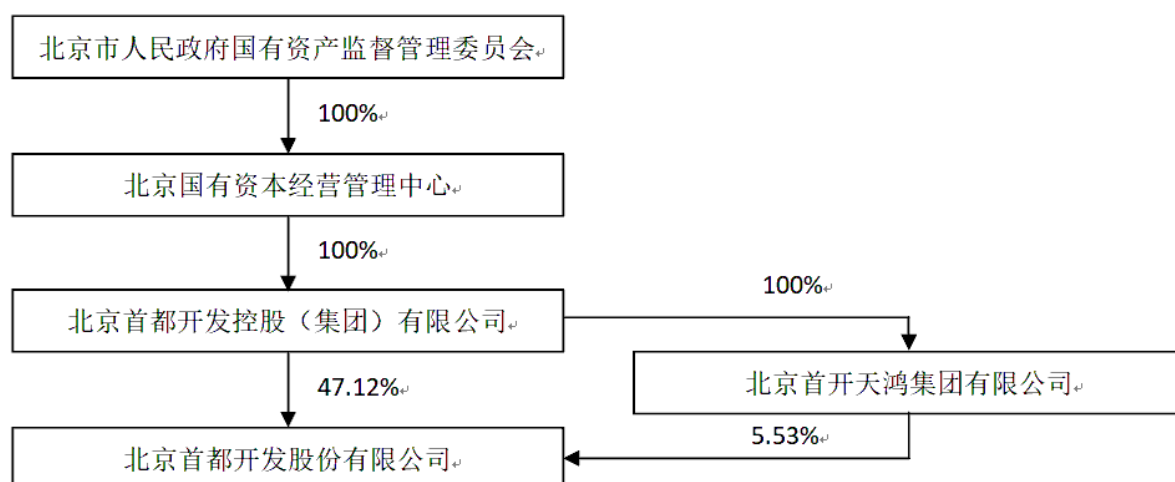 北京市人民政府国有资产监督管理委员会
100%
北京国有资本经营管理中心
100%
100%
北京首都开发控股（集团）有限公司
北京首开天鸿集团有限公司
47.12%
5.53%
北京首都开发股份有限公司